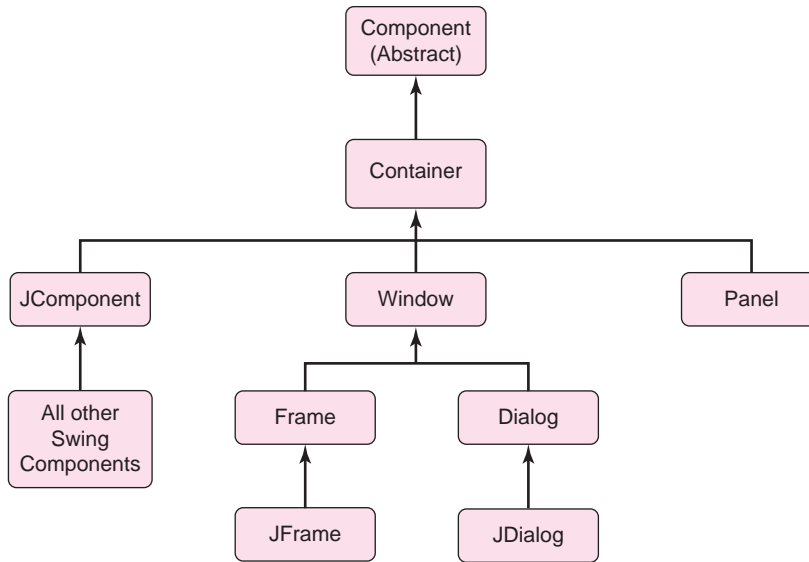 Component
(Abstract)
Container
JComponent
Window
Panel
All other
Swing
Components
Frame
Dialog
JFrame
JDialog